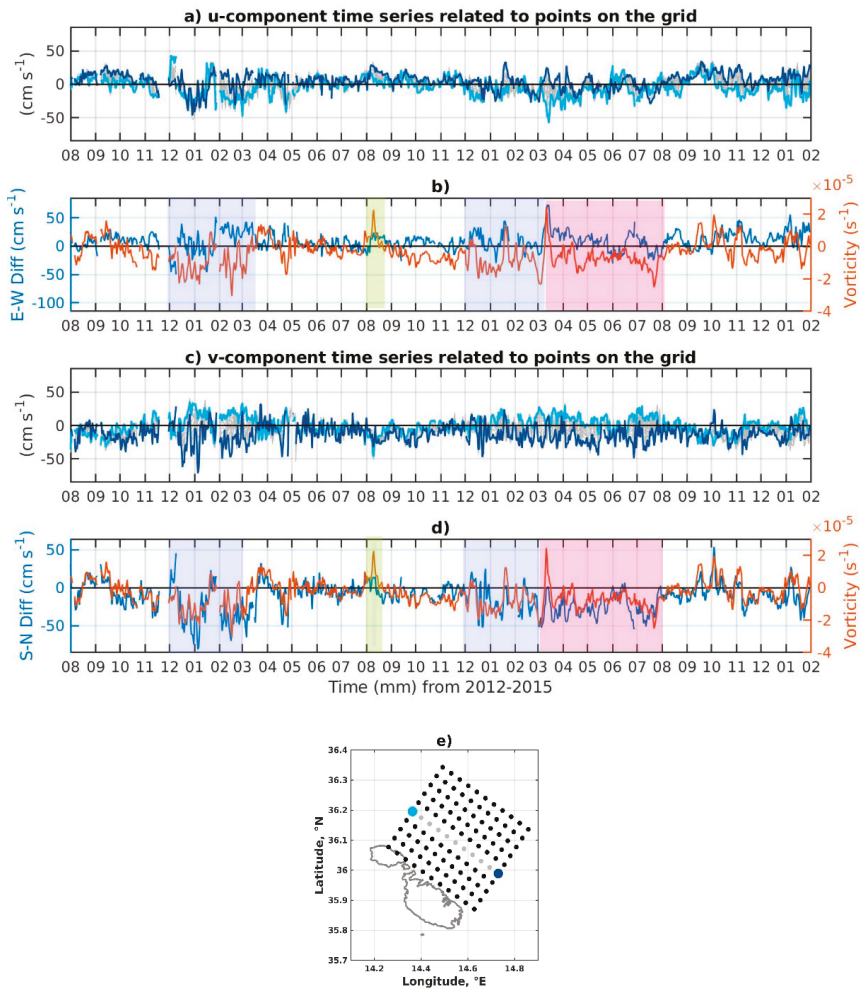 a) u-component time series related to points on the grid
(cm s⁻¹)
50
0
-50
08 09 10 11 12 01 02 03 04 05 06 07 08 09 10 11 12 01 02 03 04 05 06 07 08 09 10 11 12 01 02
b)
×10⁻⁵
E-W Diff (cm s⁻¹)
50
0
-50
-100
2
0
-2
-4
Vorticity (s⁻¹)
08 09 10 11 12 01 02 03 04 05 06 07 08 09 10 11 12 01 02 03 04 05 06 07 08 09 10 11 12 01 02
c) v-component time series related to points on the grid
(cm s⁻¹)
50
0
-50
08 09 10 11 12 01 02 03 04 05 06 07 08 09 10 11 12 01 02 03 04 05 06 07 08 09 10 11 12 01 02
d)
×10⁻⁵
S-N Diff (cm s⁻¹)
50
0
-50
2
0
-2
-4
Vorticity (s⁻¹)
08 09 10 11 12 01 02 03 04 05 06 07 08 09 10 11 12 01 02 03 04 05 06 07 08 09 10 11 12 01 02
Time (mm) from 2012-2015
e)
Latitude, °N
36.4
36.3
36.2
36.1
36
35.9
35.8
35.7
14.2 14.4 14.6 14.8
Longitude, °E